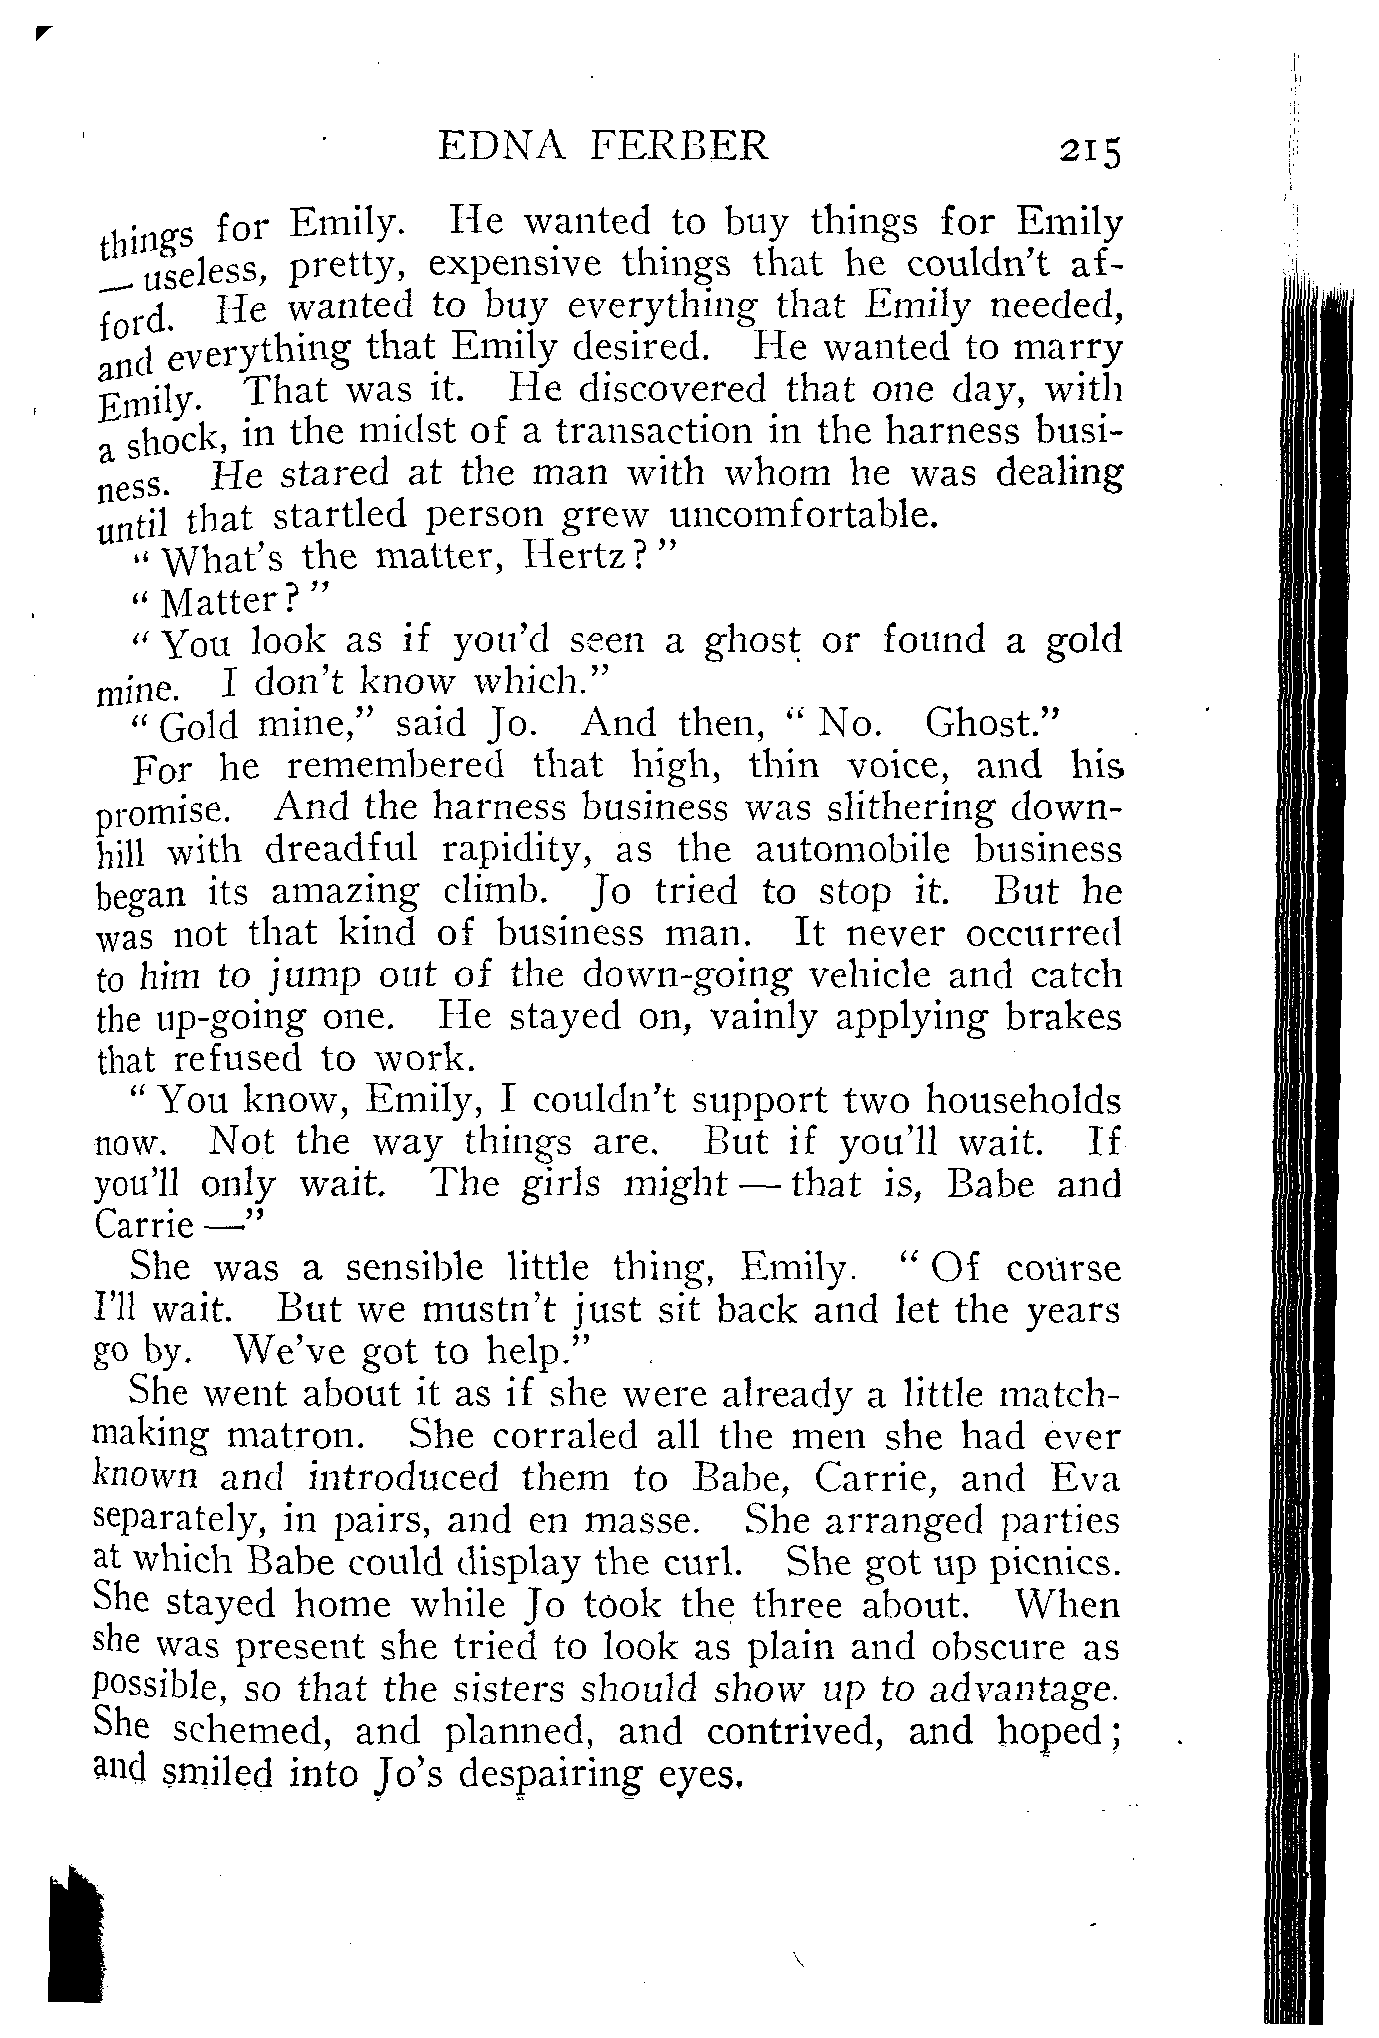 EDNA FERBER 215
things for Emily. He wanted to buy things for Emily
— useless, pretty, expensive things that he couldn't af-
ford. He wanted to buy everything that Emily needed,
and everything that Emily desired. He wanted to marry
Emily. That was it. He discovered that one day, with
a shock, in the midst of a transaction in the harness busi-
ness. He stared at the man with whom he was dealing
until that startled person grew uncomfortable.
" What's the matter, Hertz? "
" Matter? "
" You look as if you'd seen a ghost or found a gold
mine. I don't know which."
" Gold mine," said Jo. And then, " No. Ghost."
For he remembered that high, thin voice, and his
promise. And the harness business was slithering down-
hill with dreadful rapidity, as the automobile business
began its amazing climb. Jo tried to stop it. But he
was not that kind of business man. It never occurred
to him to jump out of the down-going vehicle and catch
the up-going one. He stayed on, vainly applying brakes
that refused to work.
" You know, Emily, I couldn't support two households
now. Not the way things are. But if you'll wait. If
you'll only wait. The girls might — that is, Babe and
Carrie —"
She was a sensible little thing, Emily. " Of course
I'll wait. But we mustn't just sit back and let the years
go by. We've got to help."
She went about it as if she were already a little match-
making matron. She corraled all the men she had ever
known and introduced them to Babe, Carrie, and Eva
separately, in pairs, and en masse. She arranged parties
at which Babe could display the curl. She got up picnics.
She stayed home while Jo took the three about. When
she was present she tried to look as plain and obscure as
possible, so that the sisters should show up to advantage.
She schemed, and planned, and contrived, and hoped;
and smiled into Jo's despairing eyes.